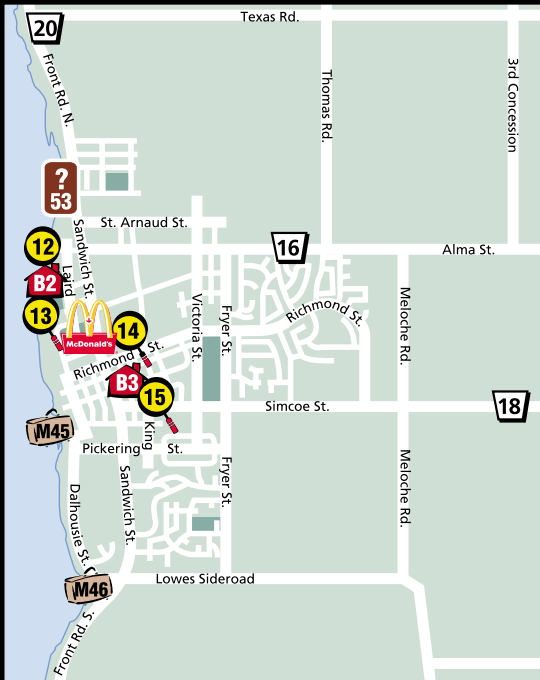 Texas Rd.
20
Front Rd. N.
Thomas Rd.
3rd Concession
?
53
St. Arnaud St.
12
Sandwich St.
16
Alma St.
Laird
B2
13
McDonald's
14
Victoria St.
Fryer St.
Richmond St.
Meloche Rd.
Richmond St.
B3
15
Simcoe St.
18
M45
King
Pickering St.
Sandwich St.
Fryer St.
Meloche Rd.
Dalhousie St.
M46
Lowes Sideroad
Front Rd. S.